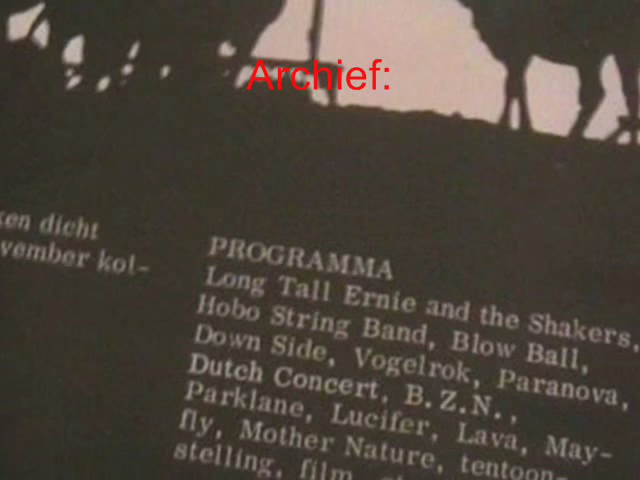 Archief:
ken dicht
vember kol-
PROGRAMMA
Long Tall Ernie and the Shakers,
Hobo String Band, Blow Ball,
Down Side, Vogelrok, Paranova,
Dutch Concert, B.Z.N.,
Parklane, Lucifer, Lava, May-
fly, Mother Nature, tentoon-
stelling, film,